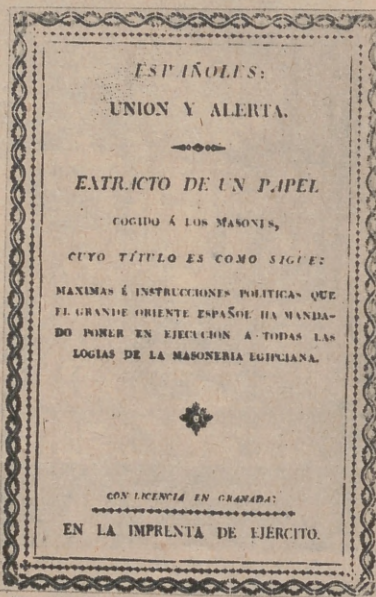 ESPAÑOLES:
UNION Y ALERTA.
EXTRACTO DE UN PAPEL
COGIDO Á LOS MASONES,
CUYO TÍTULO ES COMO SIGUE:
MAXIMAS É INSTRUCCIONES POLITICAS QUE
EL GRANDE ORIENTE ESPAÑOL HA MANDA-
DO PONER EN EJECUCION A TODAS LAS
LOGIAS DE LA MASONERIA EGIPCIANA.
CON LICENCIA EN GRANADA:
EN LA IMPRENTA DE EJÉRCITO.